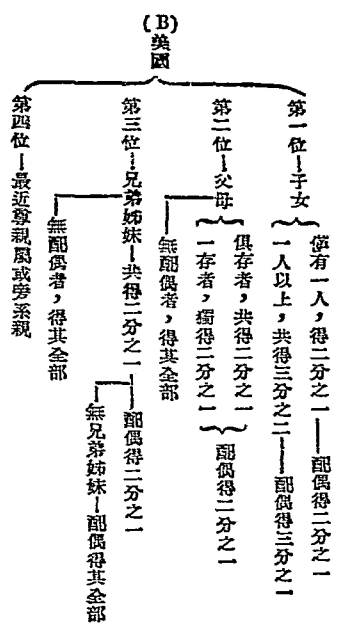 (B)
美國
第一位—子女
僅有一人，得二分之一——配偶得二分之一
一人以上，共得三分之二——配偶得三分之一
第二位—父母
俱存者，共得二分之一
一存者，獨得二分之一
配偶得二分之一
無配偶者，得其全部
第三位—兄弟姊妹—共得二分之一
配偶得二分之一
無兄弟姊妹—配偶得其全部
無配偶者，得其全部
第四位—最近尊親屬或旁系親